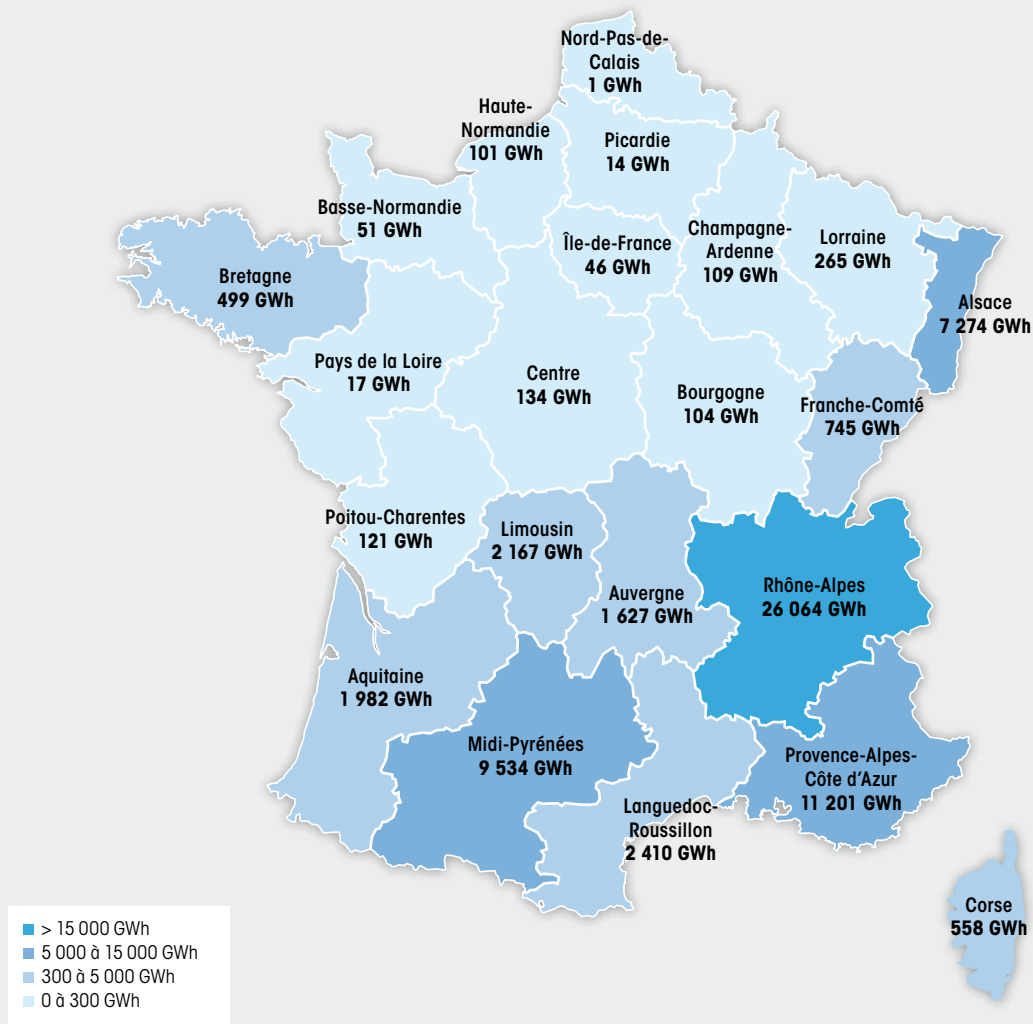 Nord-Pas-de-
Calais
1 GWh
Haute-
Normandie
101 GWh
Picardie
14 GWh
Basse-Normandie
51 GWh
Île-de-France
46 GWh
Champagne-
Ardenne
109 GWh
Lorraine
265 GWh
Bretagne
499 GWh
Alsace
7 274 GWh
Pays de la Loire
17 GWh
Centre
134 GWh
Bourgogne
104 GWh
Franche-Comté
745 GWh
Poitou-Charentes
121 GWh
Limousin
2 167 GWh
Auvergne
1 627 GWh
Rhône-Alpes
26 064 GWh
Aquitaine
1 982 GWh
Midi-Pyrénées
9 534 GWh
Provence-Alpes-
Côte d'Azur
11 201 GWh
Languedoc-
Roussillon
2 410 GWh
Corse
558 GWh
> 15 000 GWh
5 000 à 15 000 GWh
300 à 5 000 GWh
0 à 300 GWh